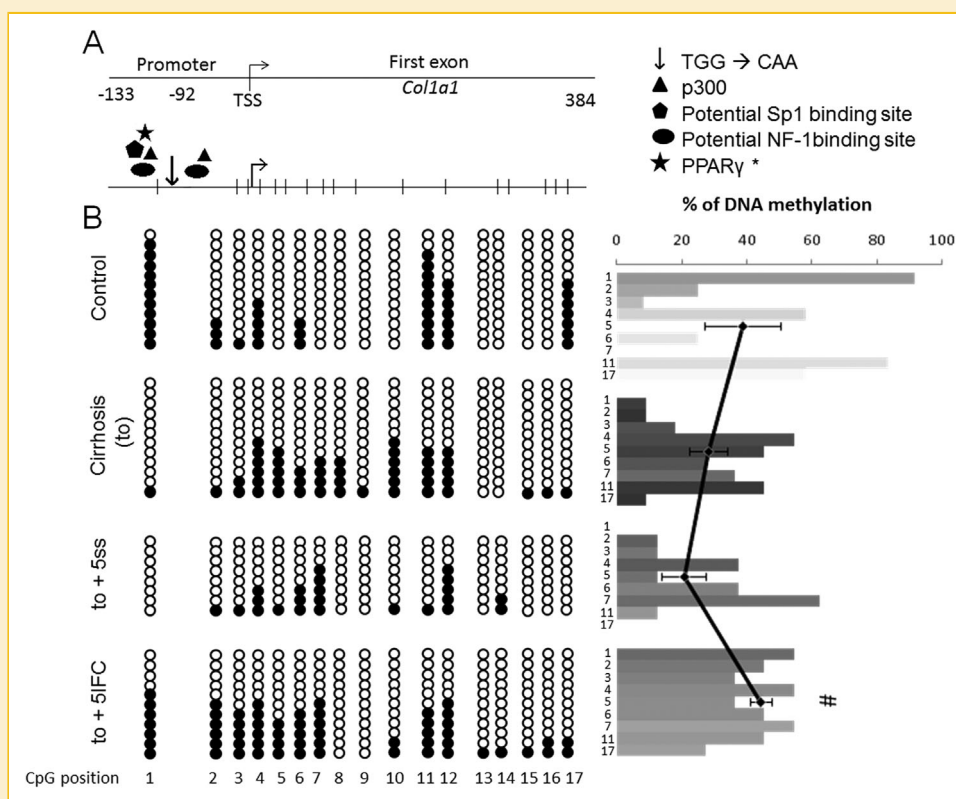 A
Promoter
First exon
-133
-92
TSS
Col1a1
384
TGG → CAA
p300
Potential Sp1 binding site
Potential NF-1binding site
PPARγ *
B
% of DNA methylation
0 20 40 60 80 100
Control
1
2
3
4
5
6
7
11
17
Cirrhosis
(to)
1
2
3
4
5
6
7
11
17
to + 5ss
1
2
3
4
5
6
7
11
17
to + 5IFC
1
2
3
4
5
6
7
11
17
#
CpG position 1 2 3 4 5 6 7 8 9 10 11 12 13 14 15 16 17